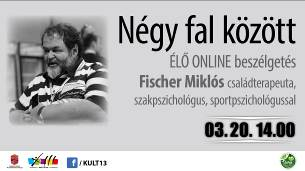 Négy fal között
ÉLŐ ONLINE beszélgetés
Fischer Miklós családterapeuta,
szakpszichológus, sportpszichológussal
03. 20. 14.00
f / KULT13